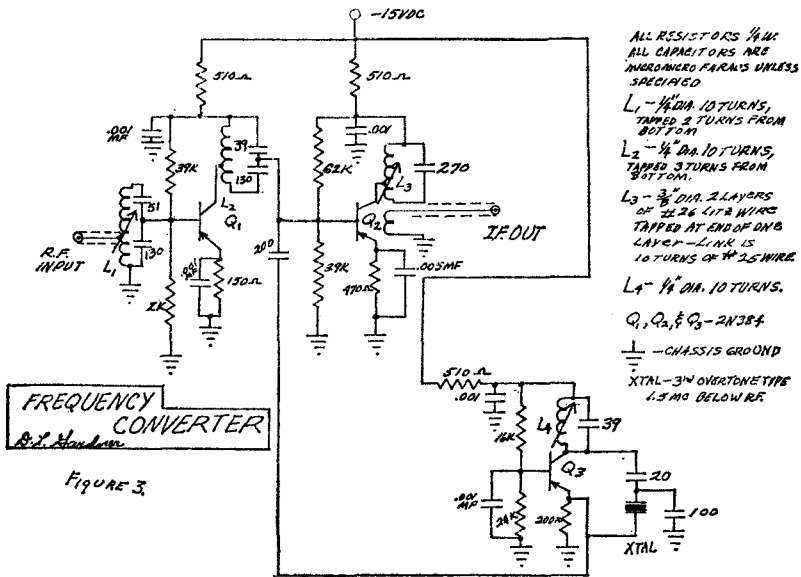 -15VDC
510Ω
510Ω
.001
MF
39K
39
130
L2
Q1
51
130
L1
R.F.
INPUT
2K
.001
MF
150Ω
200
62K
.001
L3
270
Q2
I.F. OUT
39K
470Ω
.005MF
510 Ω
.001
16K
L4
39
Q3
.001
MF
24K
200Ω
20
100
XTAL
ALL RESISTORS 1/4 W.
ALL CAPACITORS ARE
MICROMICRO FARADS UNLESS
SPECIFIED
L1 - 1/4" DIA. 10 TURNS,
TAPPED 2 TURNS FROM
BOTTOM
L2 - 1/4" DIA. 10 TURNS,
TAPPED 3 TURNS FROM
BOTTOM.
L3 - 3/8" DIA. 2 LAYERS
OF #26 LITZ WIRE
TAPPED AT END OF ONE
LAYER - LINK IS
10 TURNS OF #25 WIRE
L4 - 1/4" DIA. 10 TURNS.
Q1, Q2, & Q3 - 2N384
- CHASSIS GROUND
XTAL - 3rd OVERTONE TYPE
1.5 MC BELOW RF.
FREQUENCY
CONVERTER
D.L. Gardner
FIGURE 3.